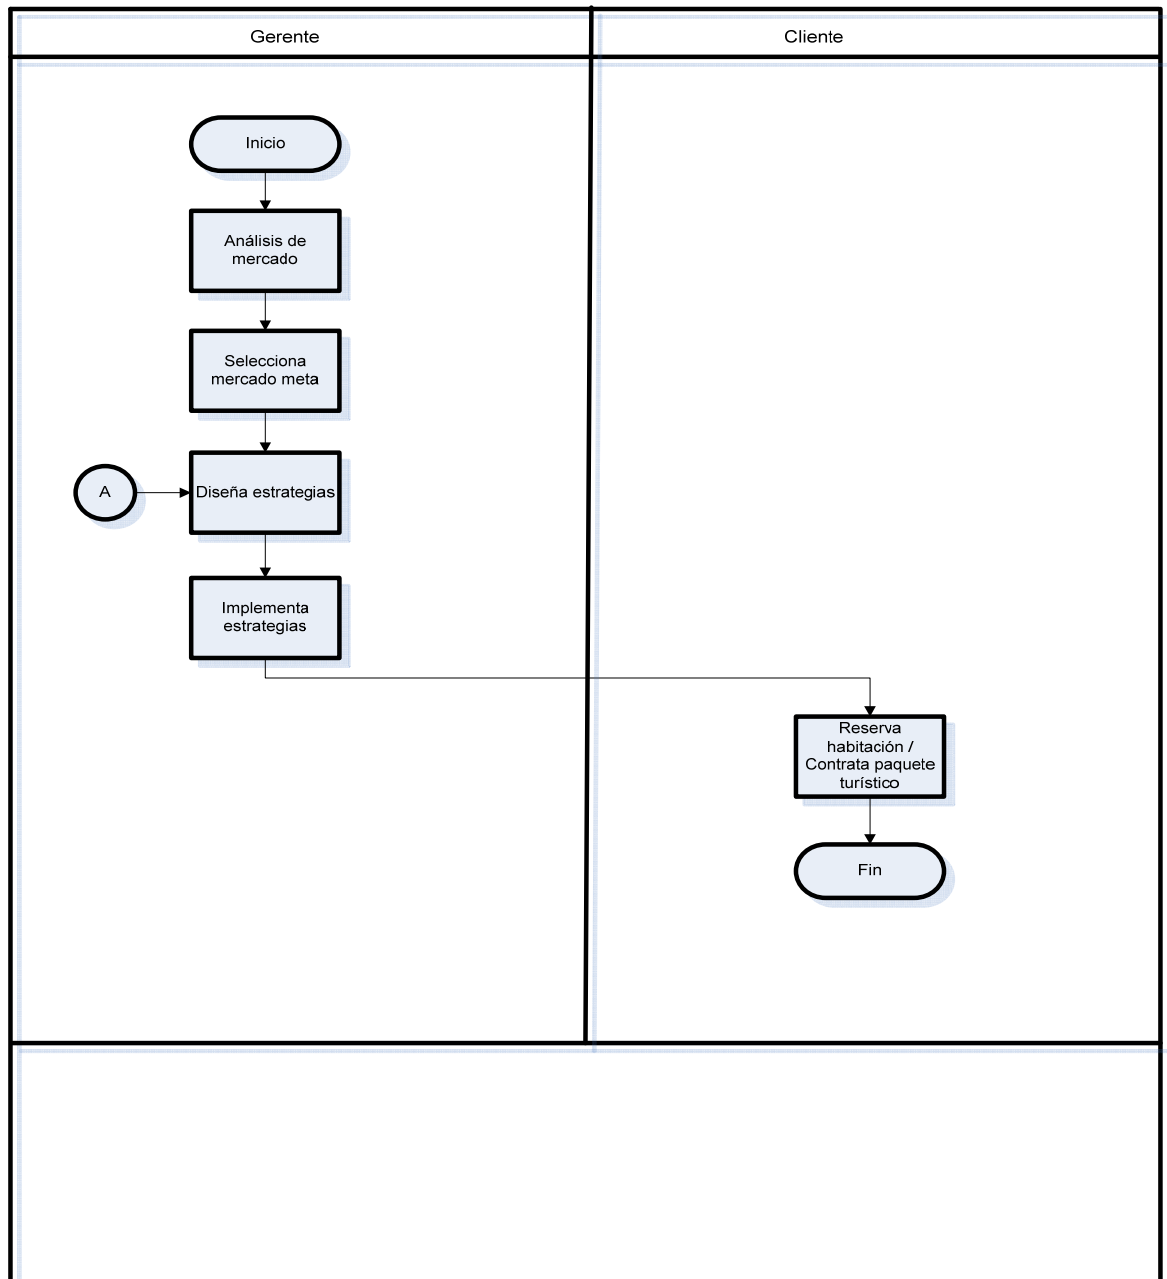 Gerente
Cliente
Inicio
Análisis de
mercado
Selecciona
mercado meta
A
Diseña estrategias
Implementa
estrategias
Reserva
habitación /
Contrata paquete
turístico
Fin